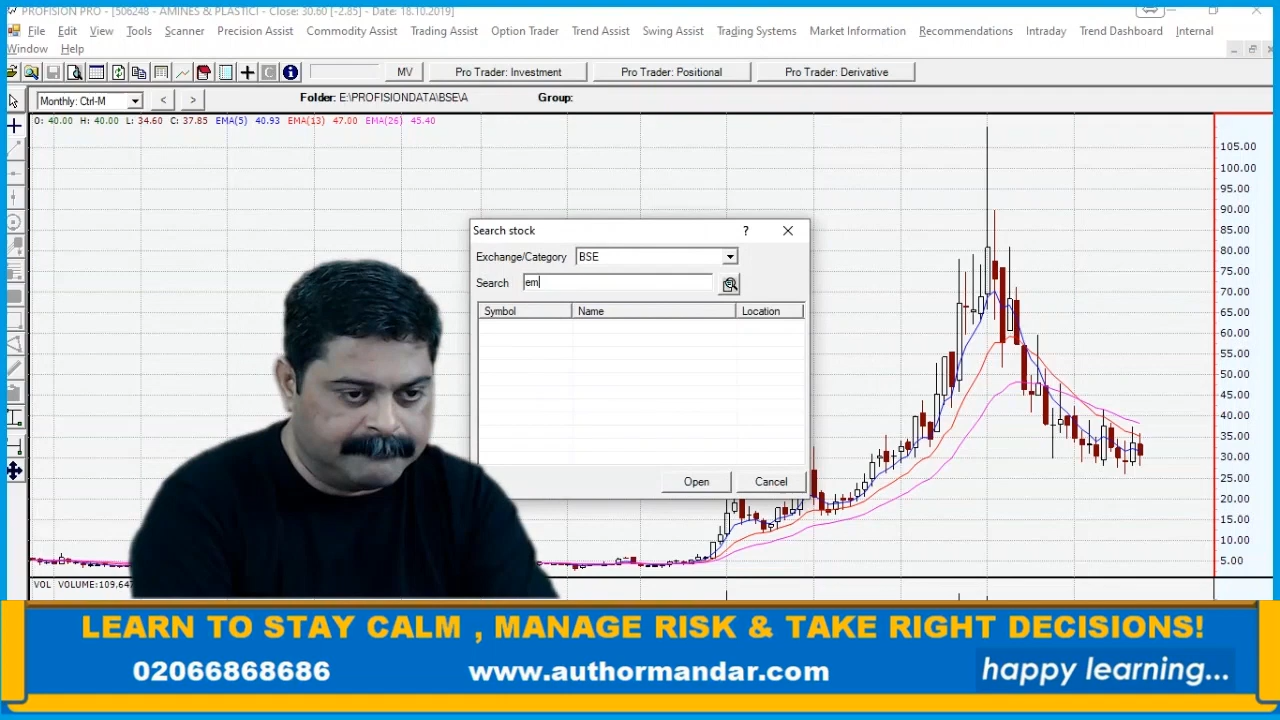 PROFISION PRO - [506248 - AMINES & PLASTICI - Close: 30.60 [-2.85] - Date: 18.10.2019]
File Edit View Tools Scanner Precision Assist Commodity Assist Trading Assist Option Trader Trend Assist Swing Assist Trading Systems Market Information Recommendations Intraday Trend Dashboard Internal
Window Help
MV Pro Trader: Investment Pro Trader: Positional Pro Trader: Derivative
Monthly: Ctrl-M < > Folder: E:\PROFISIONDATA\BSE\A Group:
O: 40.00 H: 40.00 L: 34.60 C: 37.85 EMA(5) 40.93 EMA(13) 47.00 EMA(26) 45.40
105.00
100.00
95.00
90.00
85.00
80.00
75.00
70.00
65.00
60.00
55.00
50.00
45.00
40.00
35.00
30.00
25.00
20.00
15.00
10.00
5.00
Search stock ?
Exchange/Category BSE
Search em
Symbol Name Location
Open Cancel
VOL VOLUME:109.647
LEARN TO STAY CALM , MANAGE RISK & TAKE RIGHT DECISIONS!
02066868686 www.authormandar.com happy learning...